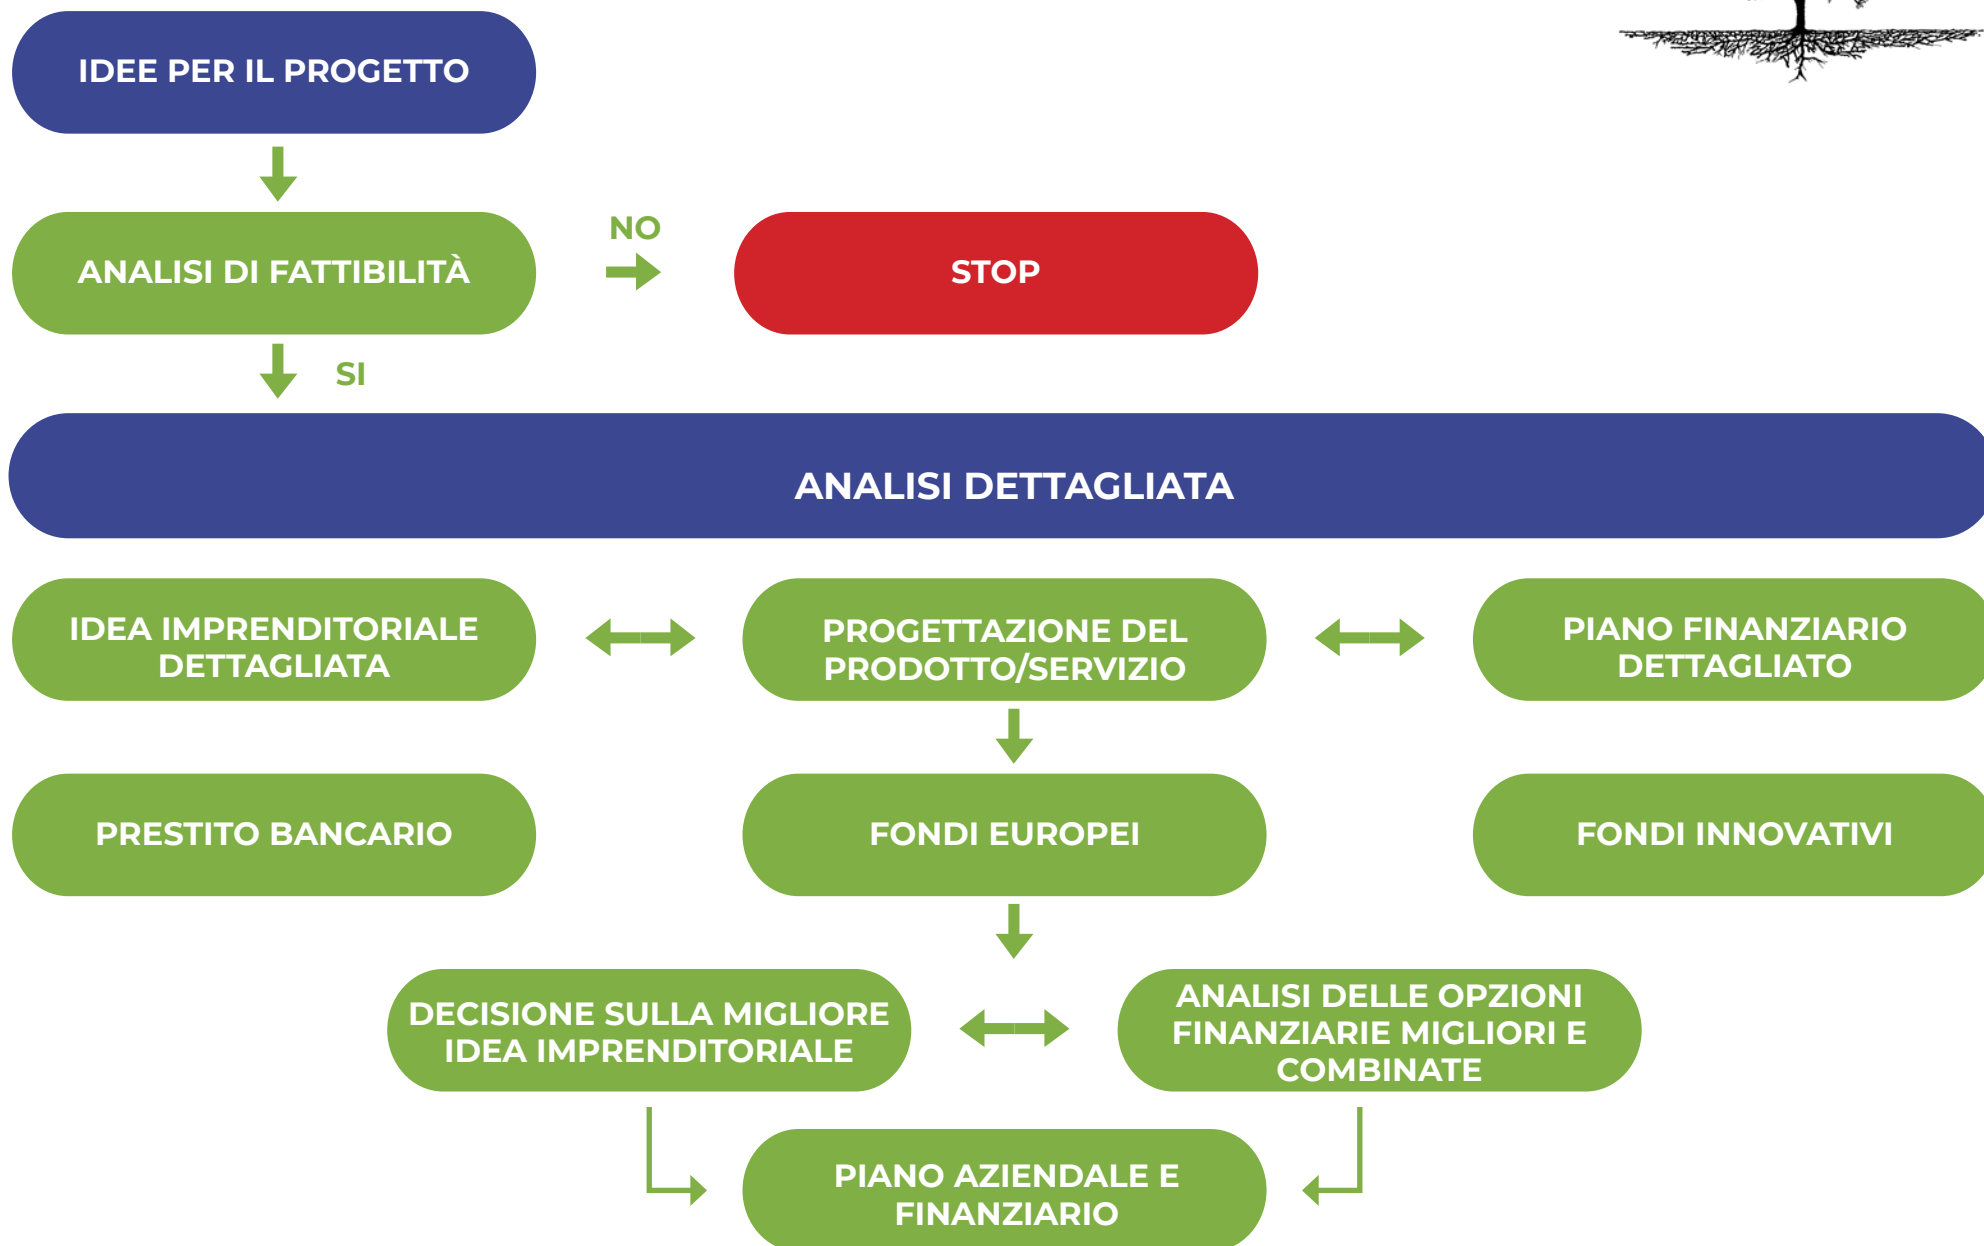 IDEE PER IL PROGETTO
ANALISI DI FATTIBILITÀ
NO
STOP
SI
ANALISI DETTAGLIATA
IDEA IMPRENDITORIALE
DETTAGLIATA
PROGETTAZIONE DEL
PRODOTTO/SERVIZIO
PIANO FINANZIARIO
DETTAGLIATO
PRESTITO BANCARIO
FONDI EUROPEI
FONDI INNOVATIVI
DECISIONE SULLA MIGLIORE
IDEA IMPRENDITORIALE
ANALISI DELLE OPZIONI
FINANZIARIE MIGLIORI E
COMBINATE
PIANO AZIENDALE E
FINANZIARIO